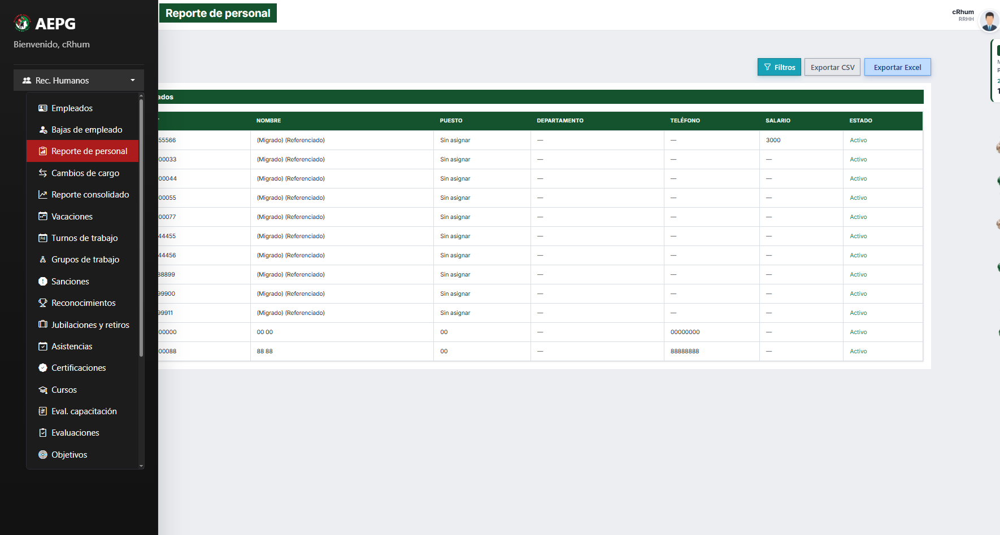 AEPG
Bienvenido, cRhum
Rec. Humanos
Empleados
Bajas de empleado
Reporte de personal
Cambios de cargo
Reporte consolidado
Vacaciones
Turnos de trabajo
Grupos de trabajo
Sanciones
Reconocimientos
Jubilaciones y retiros
Asistencias
Certificaciones
Cursos
Eval. capacitación
Evaluaciones
Objetivos
Reporte de personal
cRhum
RRHH
Filtros Exportar CSV Exportar Excel
ados
NOMBRE PUESTO DEPARTAMENTO TELÉFONO SALARIO ESTADO
55566 (Migrado) (Referenciado) Sin asignar — — 3000 Activo
00033 (Migrado) (Referenciado) Sin asignar — — — Activo
00044 (Migrado) (Referenciado) Sin asignar — — — Activo
00055 (Migrado) (Referenciado) Sin asignar — — — Activo
00077 (Migrado) (Referenciado) Sin asignar — — — Activo
44455 (Migrado) (Referenciado) Sin asignar — — — Activo
44456 (Migrado) (Referenciado) Sin asignar — — — Activo
88899 (Migrado) (Referenciado) Sin asignar — — — Activo
99900 (Migrado) (Referenciado) Sin asignar — — — Activo
99911 (Migrado) (Referenciado) Sin asignar — — — Activo
00000 00 00 00 — 00000000 — Activo
00088 88 88 00 — 88888888 — Activo